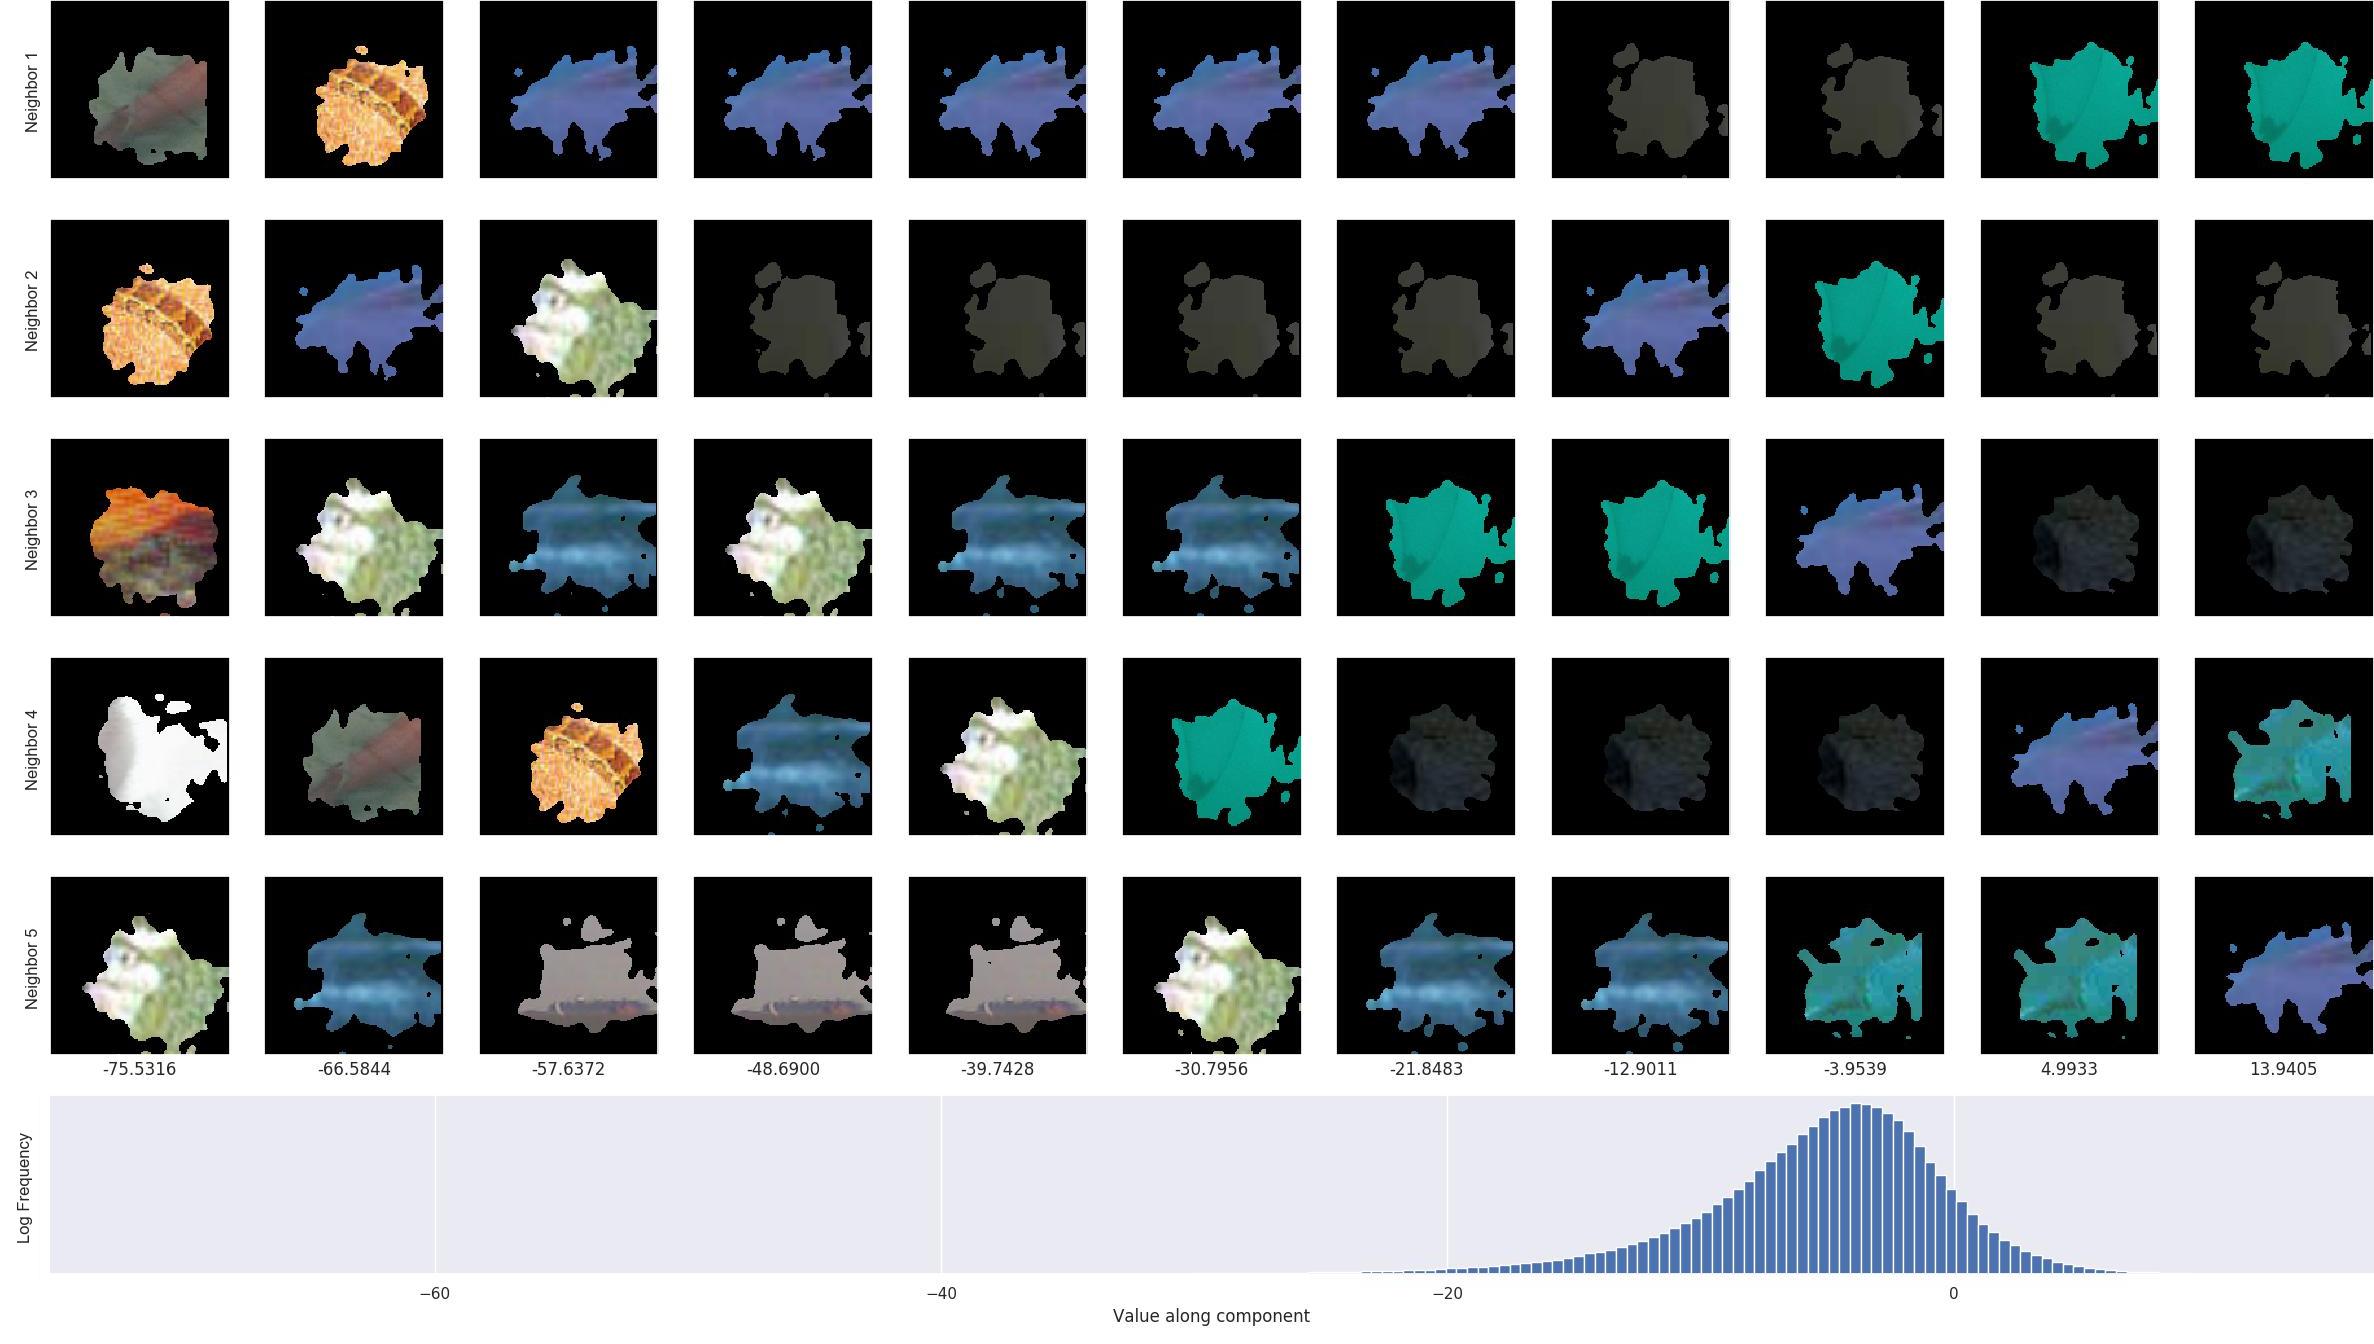 Neighbor 1
Neighbor 2
Neighbor 3
Neighbor 4
Neighbor 5
-75.5316 -66.5844 -57.6372 -48.6900 -39.7428 -30.7956 -21.8483 -12.9011 -3.9539 4.9933 13.9405
Log Frequency
−60 −40 −20 0
Value along component